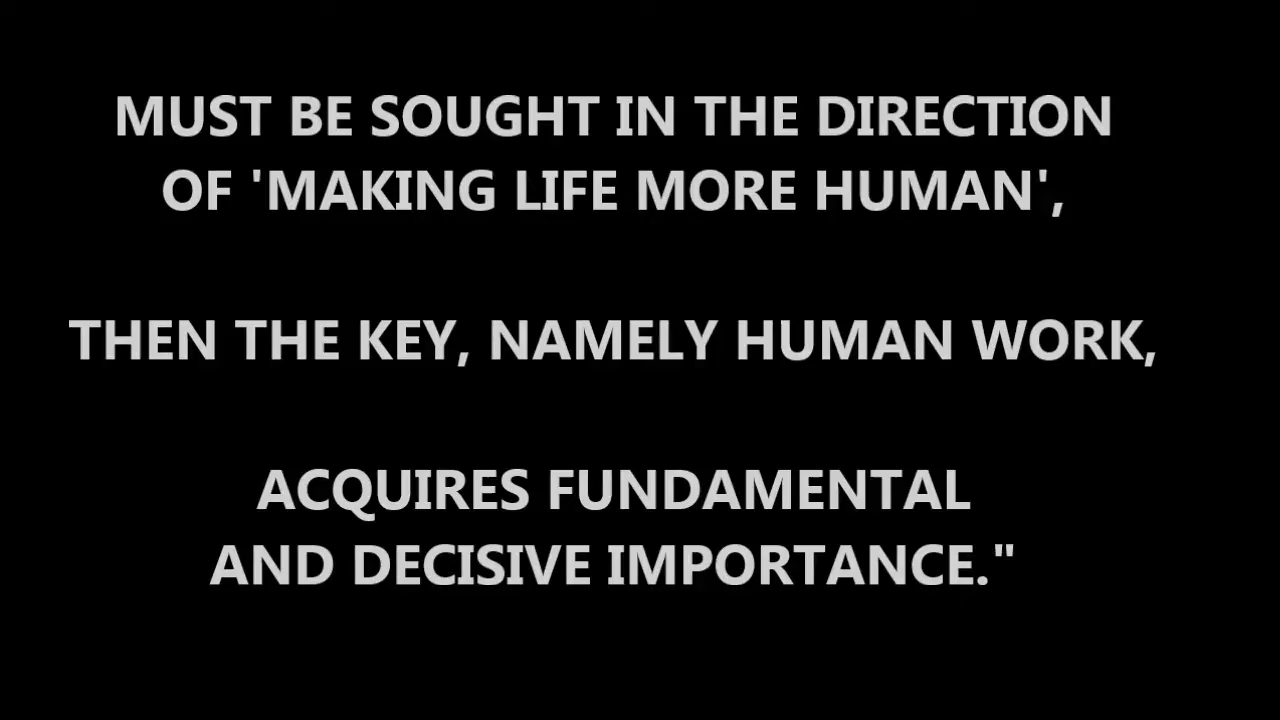 MUST BE SOUGHT IN THE DIRECTION
OF 'MAKING LIFE MORE HUMAN',
THEN THE KEY, NAMELY HUMAN WORK,
ACQUIRES FUNDAMENTAL
AND DECISIVE IMPORTANCE."